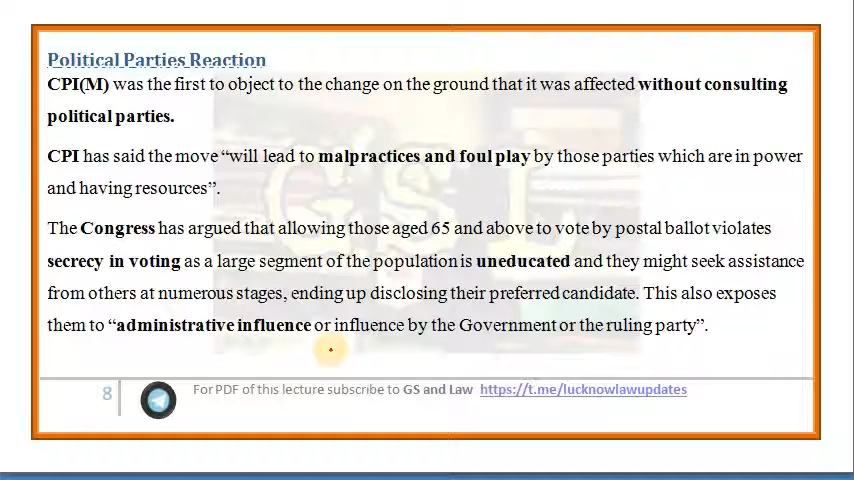 Political Parties Reaction
CPI(M) was the first to object to the change on the ground that it was affected without consulting
political parties.
CPI has said the move “will lead to malpractices and foul play by those parties which are in power
and having resources”.
The Congress has argued that allowing those aged 65 and above to vote by postal ballot violates
secrecy in voting as a large segment of the population is uneducated and they might seek assistance
from others at numerous stages, ending up disclosing their preferred candidate. This also exposes
them to “administrative influence or influence by the Government or the ruling party”.
GSL
8
For PDF of this lecture subscribe to GS and Law https://t.me/lucknowlawupdates